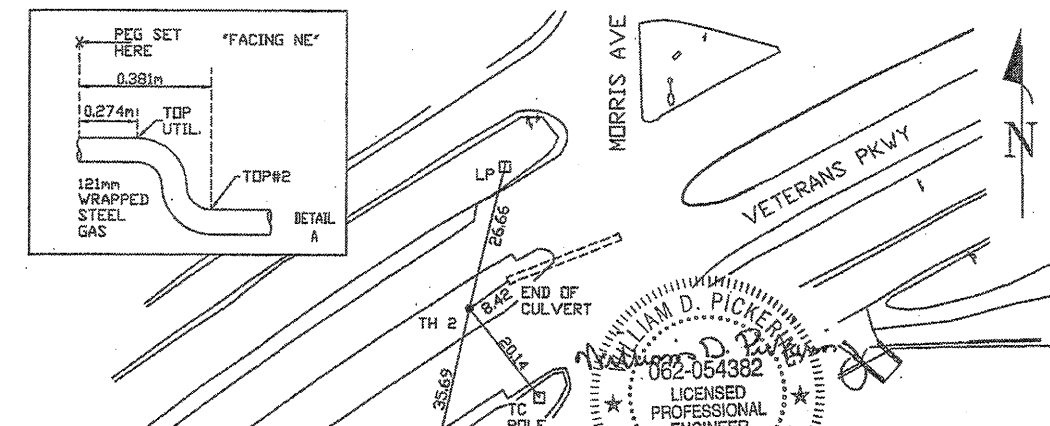 PEG SET
HERE
"FACING NE"
0.381m
0.274m
TOP
UTIL.
TOP#2
121mm
WRAPPED
STEEL
GAS
DETAIL
A
MORRIS AVE
VETERANS PKWY
N
LP
26.66
8.42
END OF
CULVERT
TH 2
20.14
35.69
TC
POLE
WILLIAM D. PICKERING
062-054382
LICENSED
PROFESSIONAL
ENGINEER